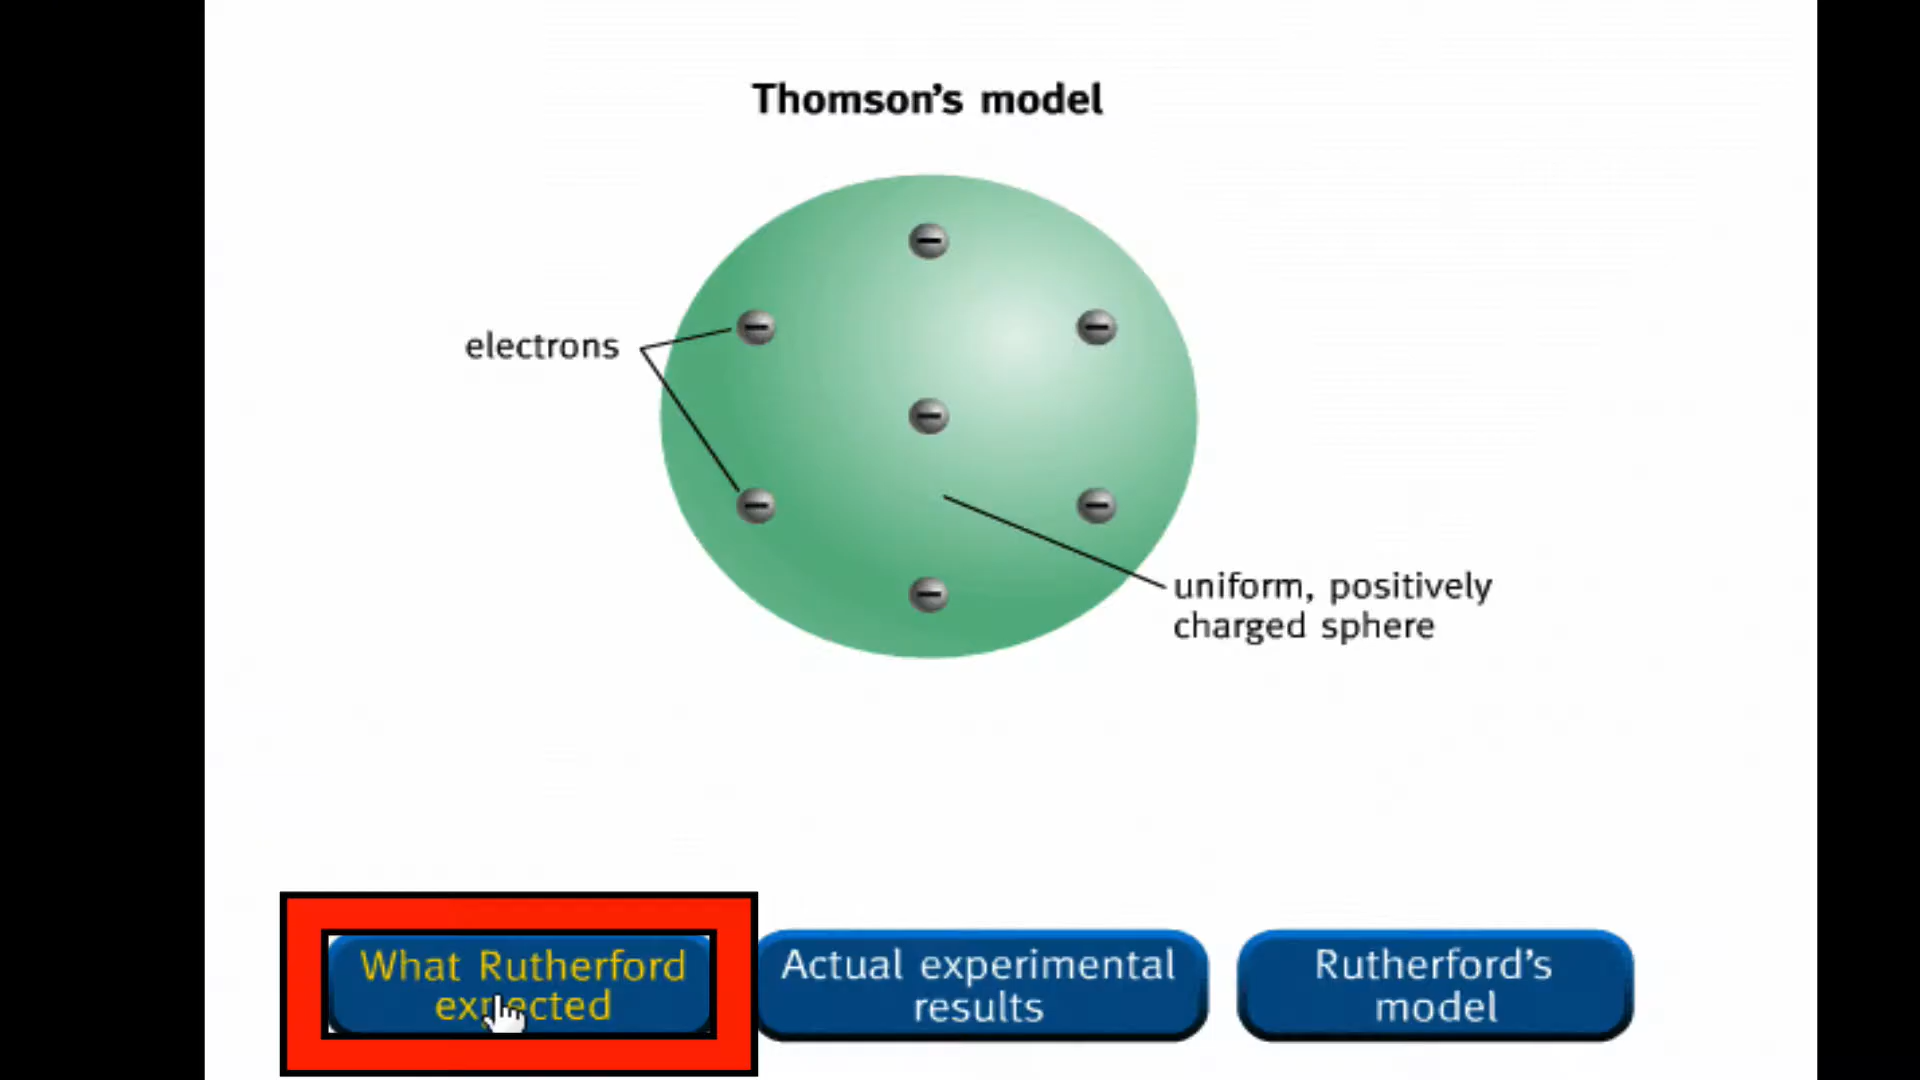 Thomson's model
electrons
uniform, positively
charged sphere
What Rutherford
expected
Actual experimental
results
Rutherford's
model